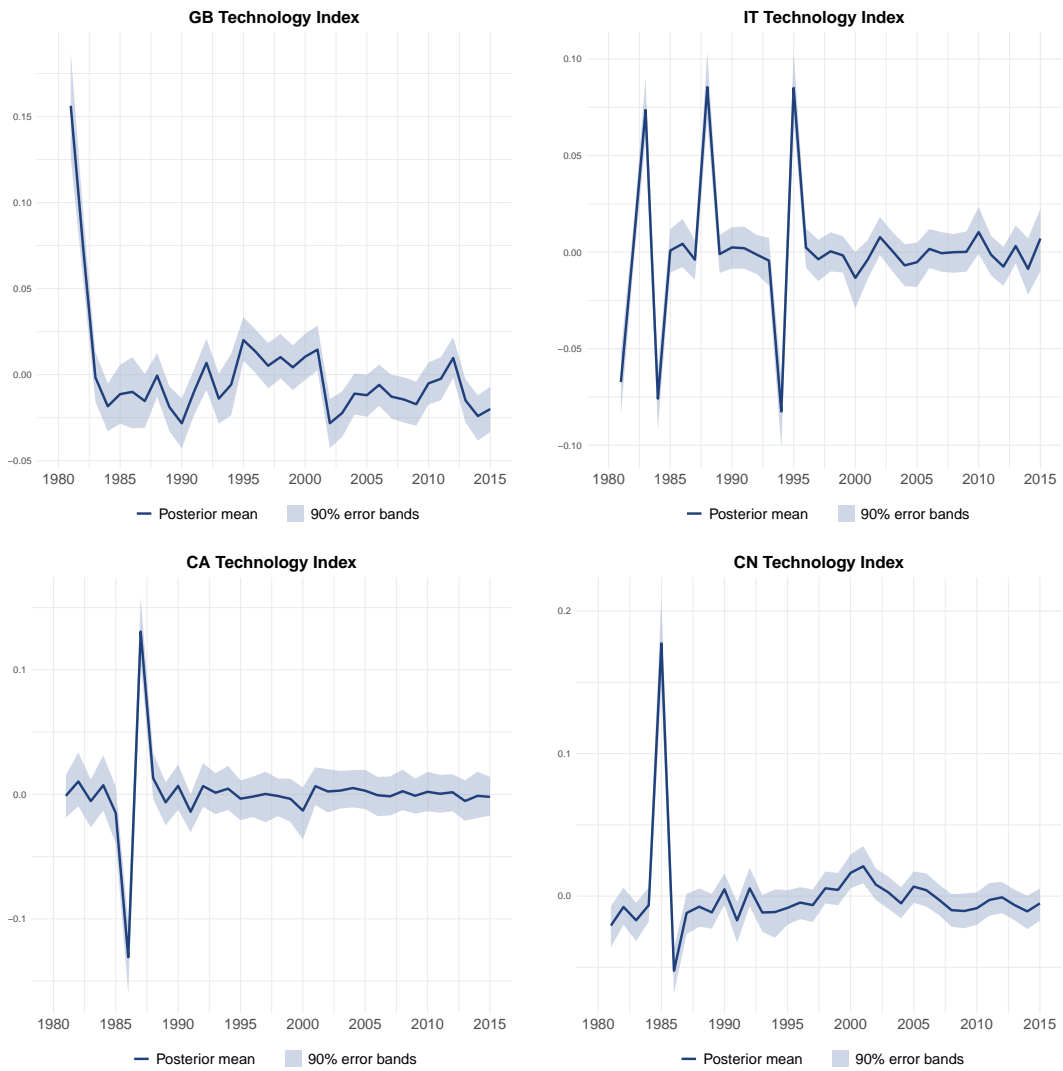 GB Technology Index
0.15
0.10
0.05
0.00
−0.05
1980 1985 1990 1995 2000 2005 2010 2015
Posterior mean 90% error bands
IT Technology Index
0.10
0.05
0.00
−0.05
−0.10
1980 1985 1990 1995 2000 2005 2010 2015
Posterior mean 90% error bands
CA Technology Index
0.1
0.0
−0.1
1980 1985 1990 1995 2000 2005 2010 2015
Posterior mean 90% error bands
CN Technology Index
0.2
0.1
0.0
1980 1985 1990 1995 2000 2005 2010 2015
Posterior mean 90% error bands